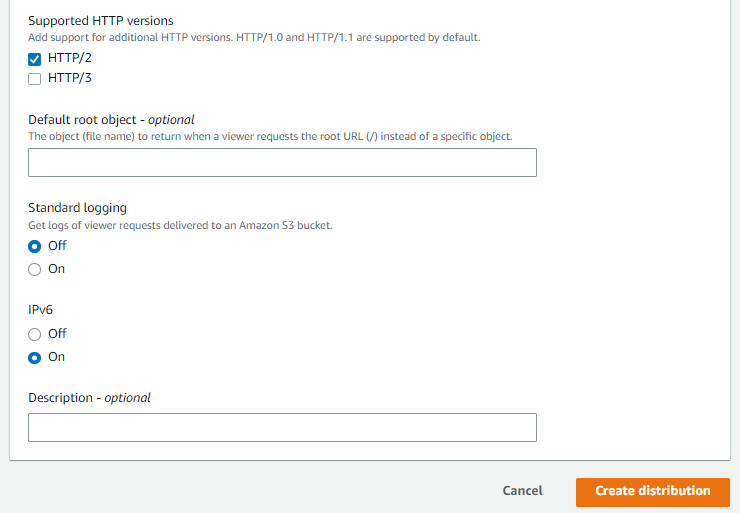 Supported HTTP versions
Add support for additional HTTP versions. HTTP/1.0 and HTTP/1.1 are supported by default.
HTTP/2
HTTP/3
Default root object - optional
The object (file name) to return when a viewer requests the root URL (/) instead of a specific object.
Standard logging
Get logs of viewer requests delivered to an Amazon S3 bucket.
Off
On
IPv6
Off
On
Description - optional
Cancel
Create distribution